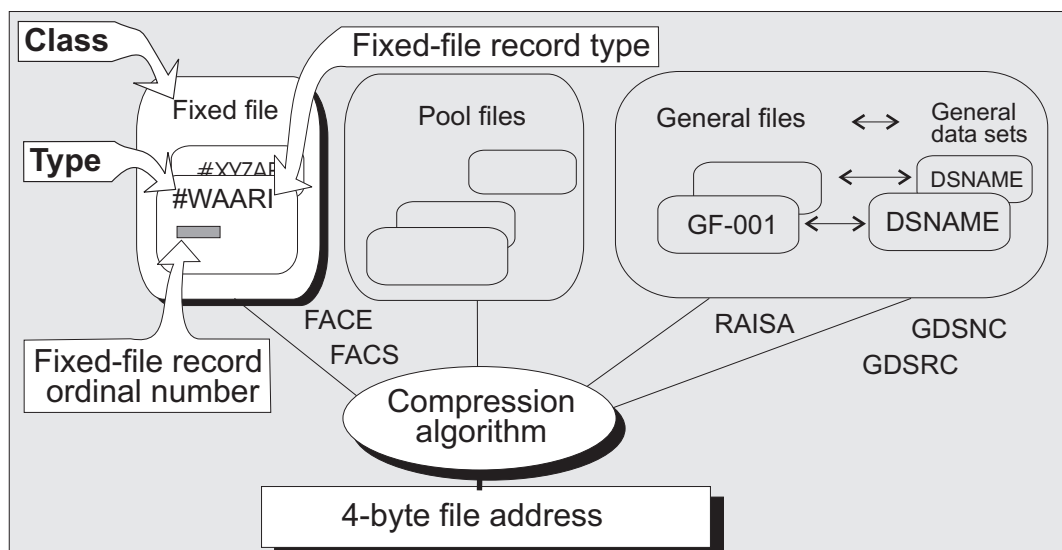 Class
Fixed-file record type
Fixed file
Type
#XYZAB
#WAARI
Fixed-file record
ordinal number
Pool files
General files
General
data sets
DSNAME
GF-001
DSNAME
FACE
FACS
RAISA
GDSNC
GDSRC
Compression
algorithm
4-byte file address